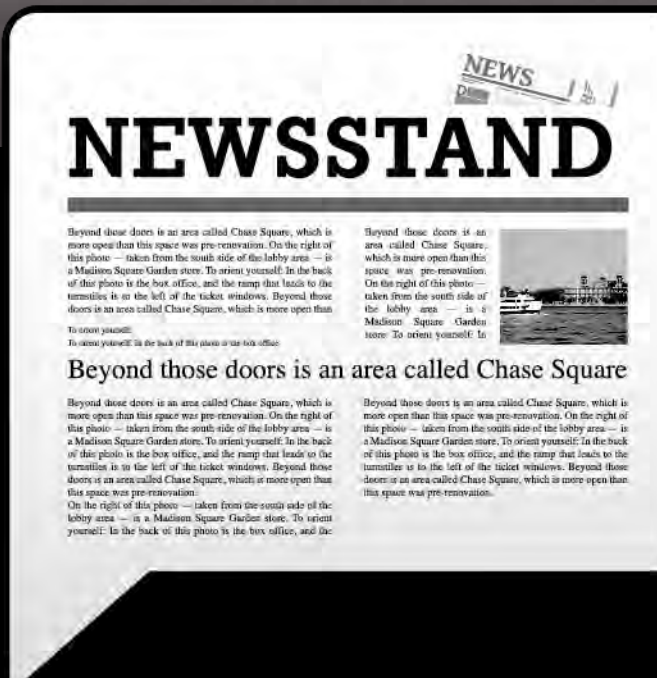 NEWS
NEWSSTAND
Beyond those doors is an area called Chase Square, which is
more open than this space was pre-renovation. On the right of
this photo — taken from the south side of the lobby area — is
a Madison Square Garden store. To orient yourself: In the back
of this photo is the box office, and the ramp that leads to the
turnstiles is to the left of the ticket windows. Beyond those
doors is an area called Chase Square, which is more open than
To orient yourself:
To orient yourself: In the back of this photo is the box office
Beyond those doors is an
area called Chase Square,
which is more open than this
space was pre-renovation.
On the right of this photo —
taken from the south side of
the lobby area — is a
Madison Square Garden
store. To orient yourself: In
Beyond those doors is an area called Chase Square
Beyond those doors is an area called Chase Square, which is
more open than this space was pre-renovation. On the right of
this photo — taken from the south side of the lobby area — is
a Madison Square Garden store. To orient yourself: In the back
of this photo is the box office, and the ramp that leads to the
turnstiles is to the left of the ticket windows. Beyond those
doors is an area called Chase Square, which is more open than
this space was pre-renovation.
On the right of this photo — taken from the south side of the
lobby area — is a Madison Square Garden store. To orient
yourself: In the back of this photo is the box office, and the
Beyond those doors is an area called Chase Square, which is
more open than this space was pre-renovation. On the right of
this photo — taken from the south side of the lobby area — is
a Madison Square Garden store. To orient yourself: In the back
of this photo is the box office, and the ramp that leads to the
turnstiles is to the left of the ticket windows. Beyond those
doors is an area called Chase Square, which is more open than
this space was pre-renovation.